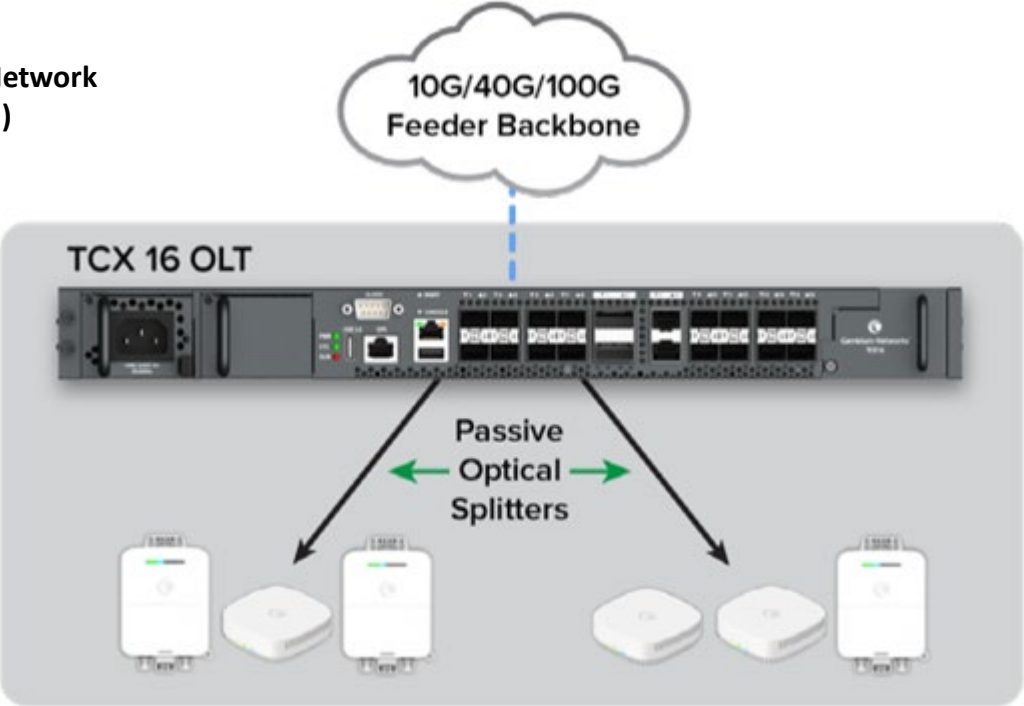 letwork
)
10G/40G/100G
Feeder Backbone
TCX 16 OLT
Passive
Optical
Splitters